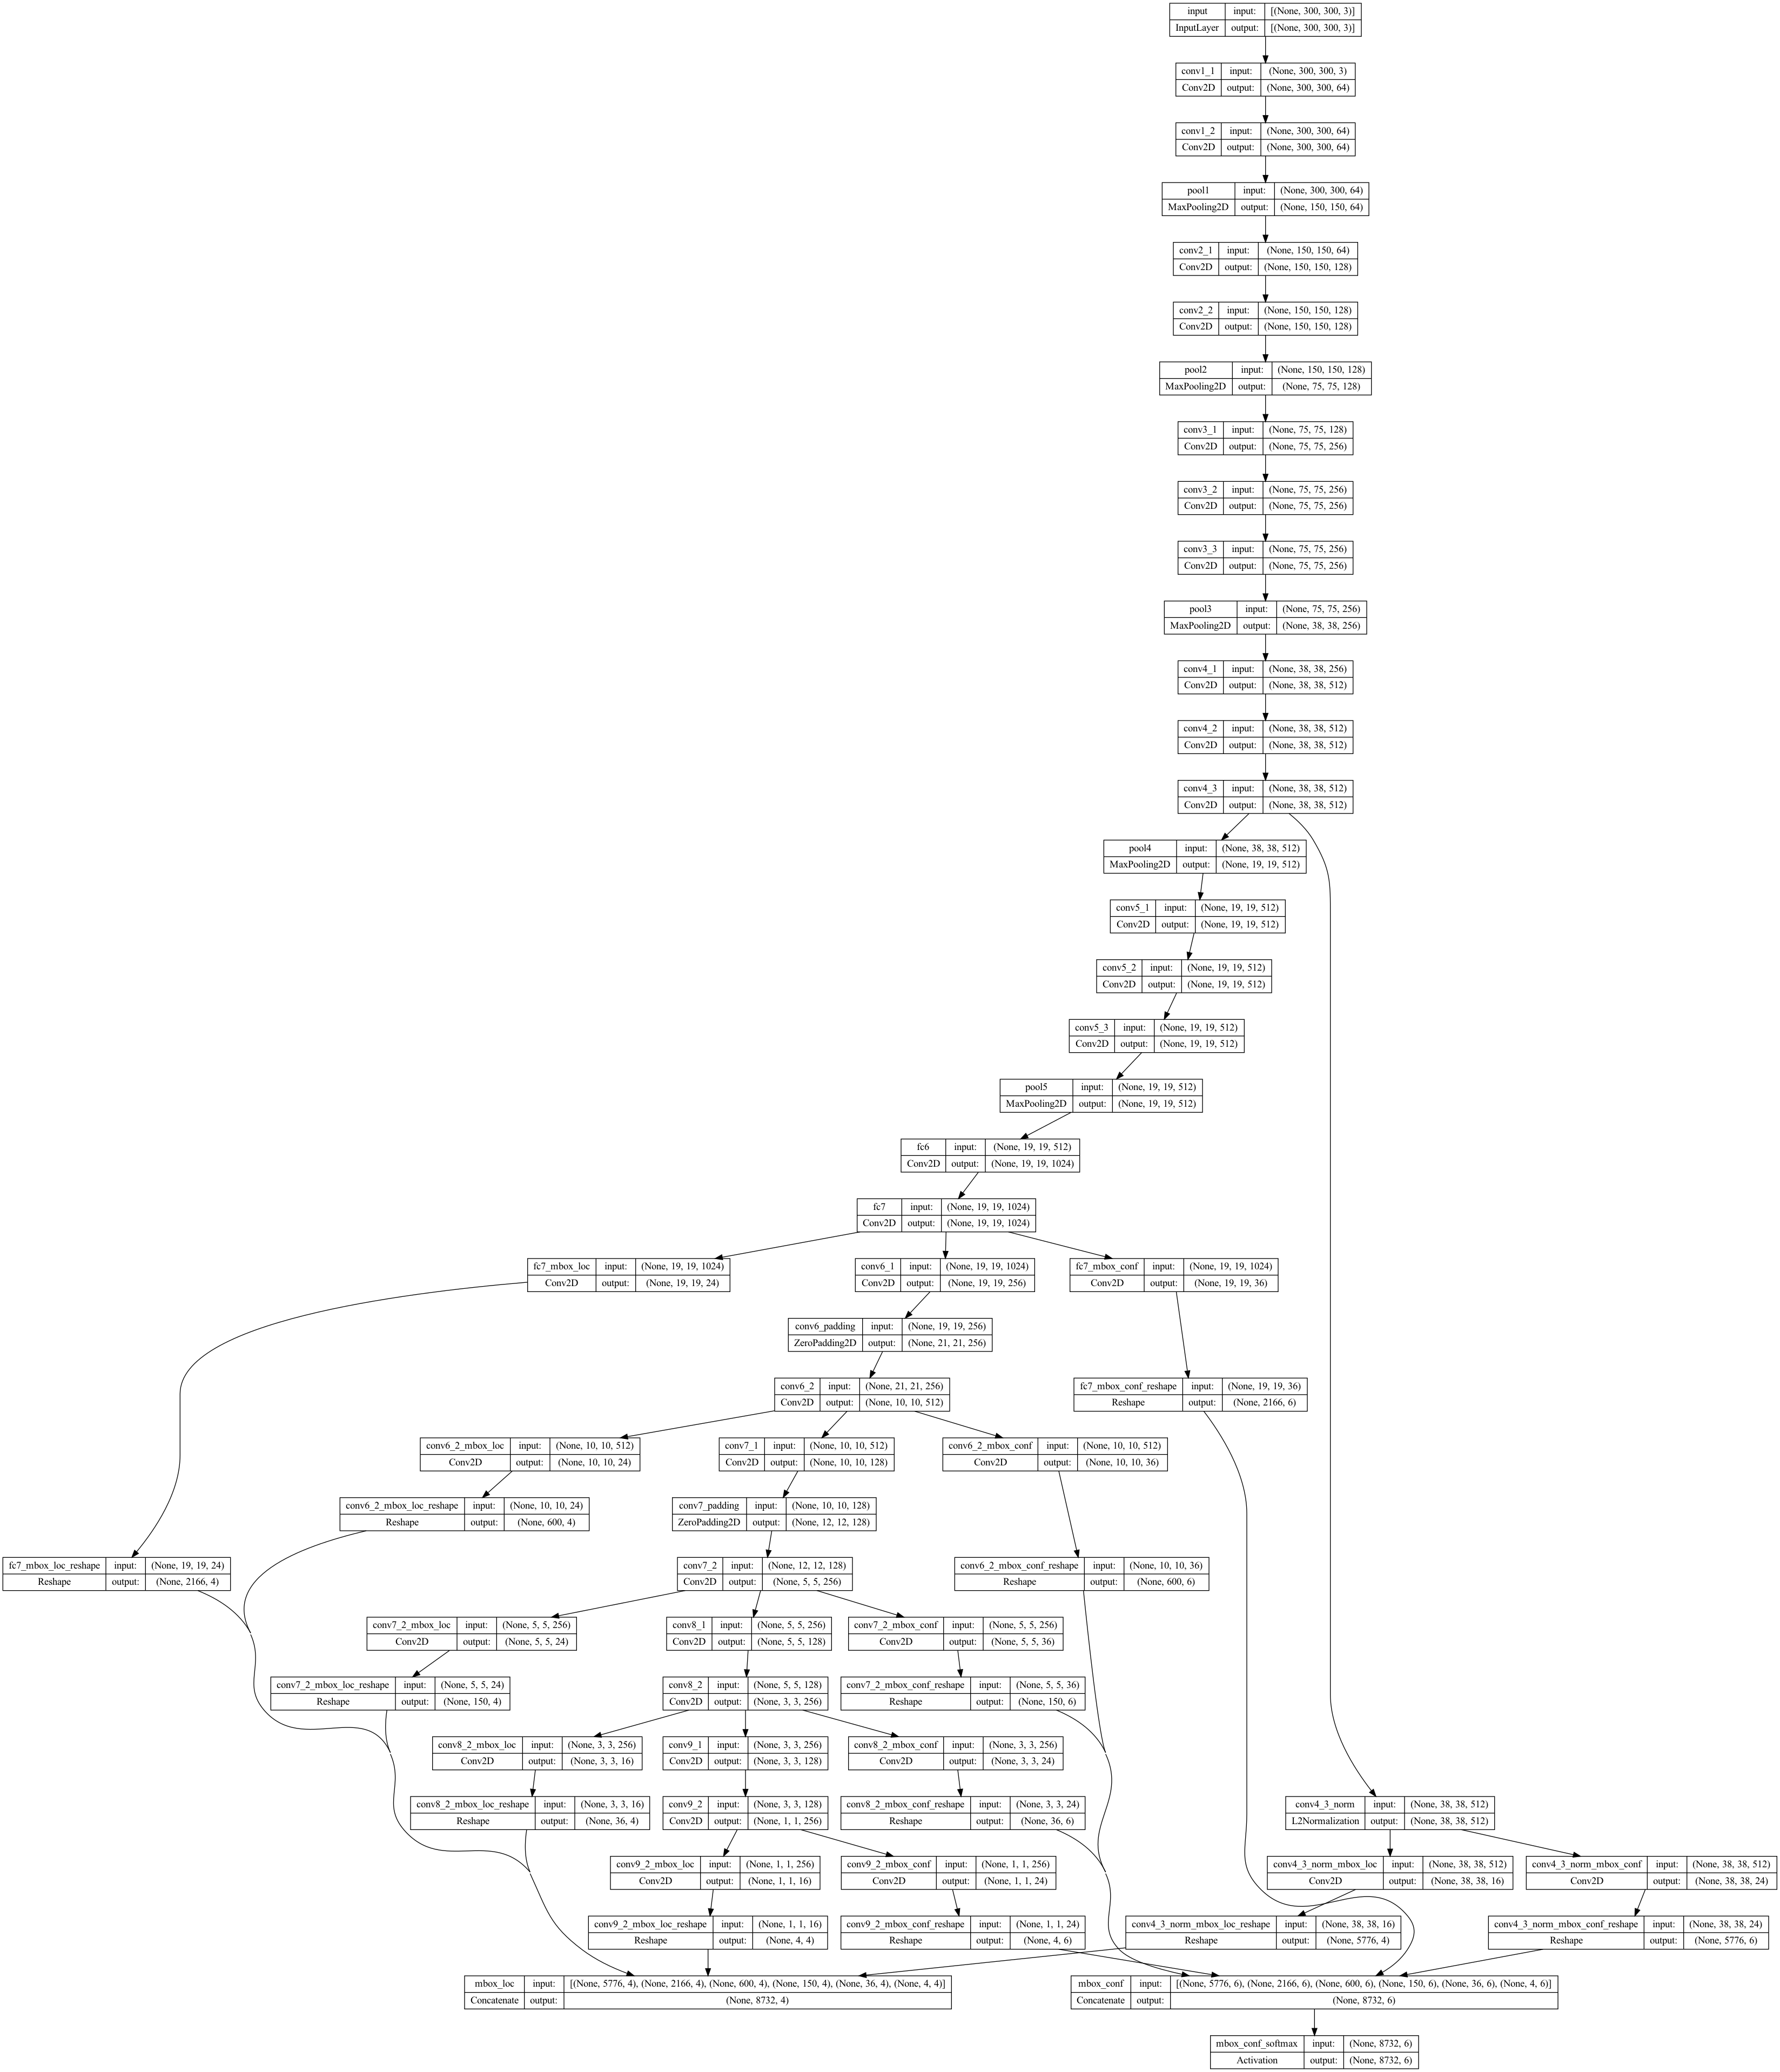 input input: [(None, 300, 300, 3)]
InputLayer output: [(None, 300, 300, 3)]
conv1_1 input: (None, 300, 300, 3)
Conv2D output: (None, 300, 300, 64)
conv1_2 input: (None, 300, 300, 64)
Conv2D output: (None, 300, 300, 64)
pool1 input: (None, 300, 300, 64)
MaxPooling2D output: (None, 150, 150, 64)
conv2_1 input: (None, 150, 150, 64)
Conv2D output: (None, 150, 150, 128)
conv2_2 input: (None, 150, 150, 128)
Conv2D output: (None, 150, 150, 128)
pool2 input: (None, 150, 150, 128)
MaxPooling2D output: (None, 75, 75, 128)
conv3_1 input: (None, 75, 75, 128)
Conv2D output: (None, 75, 75, 256)
conv3_2 input: (None, 75, 75, 256)
Conv2D output: (None, 75, 75, 256)
conv3_3 input: (None, 75, 75, 256)
Conv2D output: (None, 75, 75, 256)
pool3 input: (None, 75, 75, 256)
MaxPooling2D output: (None, 38, 38, 256)
conv4_1 input: (None, 38, 38, 256)
Conv2D output: (None, 38, 38, 512)
conv4_2 input: (None, 38, 38, 512)
Conv2D output: (None, 38, 38, 512)
conv4_3 input: (None, 38, 38, 512)
Conv2D output: (None, 38, 38, 512)
pool4 input: (None, 38, 38, 512)
MaxPooling2D output: (None, 19, 19, 512)
conv5_1 input: (None, 19, 19, 512)
Conv2D output: (None, 19, 19, 512)
conv5_2 input: (None, 19, 19, 512)
Conv2D output: (None, 19, 19, 512)
conv5_3 input: (None, 19, 19, 512)
Conv2D output: (None, 19, 19, 512)
pool5 input: (None, 19, 19, 512)
MaxPooling2D output: (None, 19, 19, 512)
fc6 input: (None, 19, 19, 512)
Conv2D output: (None, 19, 19, 1024)
fc7 input: (None, 19, 19, 1024)
Conv2D output: (None, 19, 19, 1024)
fc7_mbox_loc input: (None, 19, 19, 1024)
Conv2D output: (None, 19, 19, 24)
conv6_1 input: (None, 19, 19, 1024)
Conv2D output: (None, 19, 19, 256)
fc7_mbox_conf input: (None, 19, 19, 1024)
Conv2D output: (None, 19, 19, 36)
conv6_padding input: (None, 19, 19, 256)
ZeroPadding2D output: (None, 21, 21, 256)
conv6_2 input: (None, 21, 21, 256)
Conv2D output: (None, 10, 10, 512)
fc7_mbox_conf_reshape input: (None, 19, 19, 36)
Reshape output: (None, 2166, 6)
conv6_2_mbox_loc input: (None, 10, 10, 512)
Conv2D output: (None, 10, 10, 24)
conv7_1 input: (None, 10, 10, 512)
Conv2D output: (None, 10, 10, 128)
conv6_2_mbox_conf input: (None, 10, 10, 512)
Conv2D output: (None, 10, 10, 36)
conv6_2_mbox_loc_reshape input: (None, 10, 10, 24)
Reshape output: (None, 600, 4)
conv7_padding input: (None, 10, 10, 128)
ZeroPadding2D output: (None, 12, 12, 128)
fc7_mbox_loc_reshape input: (None, 19, 19, 24)
Reshape output: (None, 2166, 4)
conv7_2 input: (None, 12, 12, 128)
Conv2D output: (None, 5, 5, 256)
conv6_2_mbox_conf_reshape input: (None, 10, 10, 36)
Reshape output: (None, 600, 6)
conv7_2_mbox_loc input: (None, 5, 5, 256)
Conv2D output: (None, 5, 5, 24)
conv8_1 input: (None, 5, 5, 256)
Conv2D output: (None, 5, 5, 128)
conv7_2_mbox_conf input: (None, 5, 5, 256)
Conv2D output: (None, 5, 5, 36)
conv7_2_mbox_loc_reshape input: (None, 5, 5, 24)
Reshape output: (None, 150, 4)
conv8_2 input: (None, 5, 5, 128)
Conv2D output: (None, 3, 3, 256)
conv7_2_mbox_conf_reshape input: (None, 5, 5, 36)
Reshape output: (None, 150, 6)
conv8_2_mbox_loc input: (None, 3, 3, 256)
Conv2D output: (None, 3, 3, 16)
conv9_1 input: (None, 3, 3, 256)
Conv2D output: (None, 3, 3, 128)
conv8_2_mbox_conf input: (None, 3, 3, 256)
Conv2D output: (None, 3, 3, 24)
conv8_2_mbox_loc_reshape input: (None, 3, 3, 16)
Reshape output: (None, 36, 4)
conv9_2 input: (None, 3, 3, 128)
Conv2D output: (None, 1, 1, 256)
conv8_2_mbox_conf_reshape input: (None, 3, 3, 24)
Reshape output: (None, 36, 6)
conv4_3_norm input: (None, 38, 38, 512)
L2Normalization output: (None, 38, 38, 512)
conv9_2_mbox_loc input: (None, 1, 1, 256)
Conv2D output: (None, 1, 1, 16)
conv9_2_mbox_conf input: (None, 1, 1, 256)
Conv2D output: (None, 1, 1, 24)
conv4_3_norm_mbox_loc input: (None, 38, 38, 512)
Conv2D output: (None, 38, 38, 16)
conv4_3_norm_mbox_conf input: (None, 38, 38, 512)
Conv2D output: (None, 38, 38, 24)
conv9_2_mbox_loc_reshape input: (None, 1, 1, 16)
Reshape output: (None, 4, 4)
conv9_2_mbox_conf_reshape input: (None, 1, 1, 24)
Reshape output: (None, 4, 6)
conv4_3_norm_mbox_loc_reshape input: (None, 38, 38, 16)
Reshape output: (None, 5776, 4)
conv4_3_norm_mbox_conf_reshape input: (None, 38, 38, 24)
Reshape output: (None, 5776, 6)
mbox_loc input: [(None, 5776, 4), (None, 2166, 4), (None, 600, 4), (None, 150, 4), (None, 36, 4), (None, 4, 4)]
Concatenate output: (None, 8732, 4)
mbox_conf input: [(None, 5776, 6), (None, 2166, 6), (None, 600, 6), (None, 150, 6), (None, 36, 6), (None, 4, 6)]
Concatenate output: (None, 8732, 6)
mbox_conf_softmax input: (None, 8732, 6)
Activation output: (None, 8732, 6)